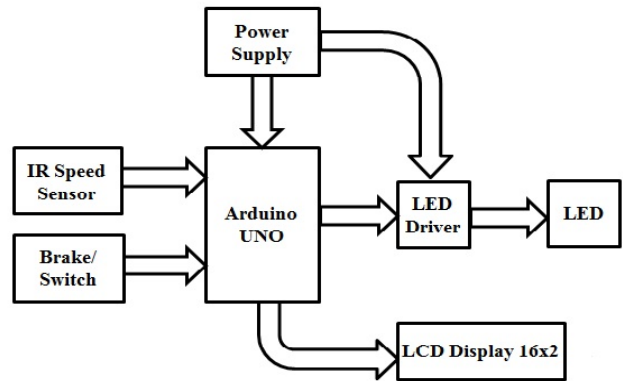 Power
Supply
IR Speed
Sensor
Arduino
UNO
LED
Driver
LED
Brake/
Switch
LCD Display 16x2